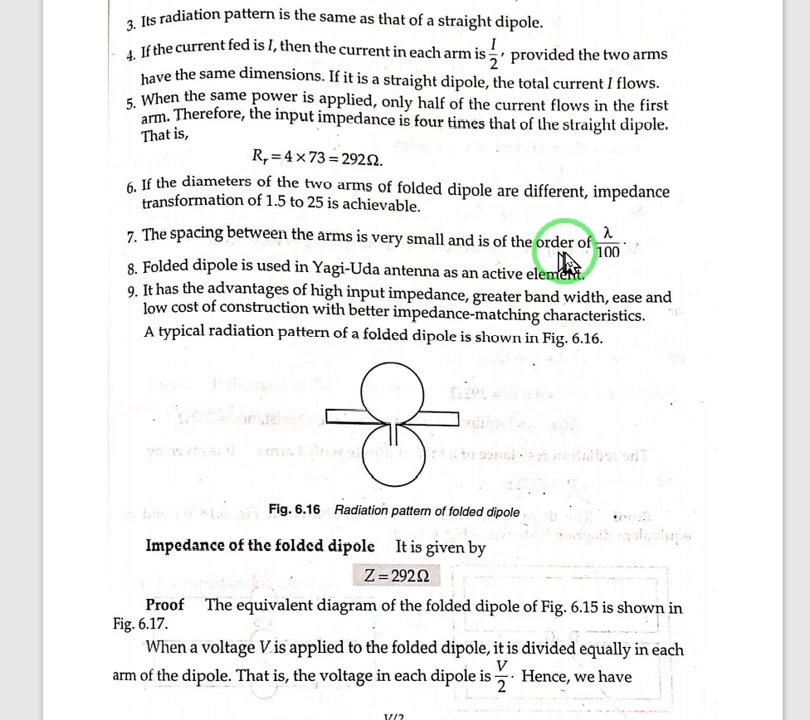 3. Its radiation pattern is the same as that of a straight dipole.
4. If the current fed is I, then the current in each arm is I/2, provided the two arms
have the same dimensions. If it is a straight dipole, the total current I flows.
5. When the same power is applied, only half of the current flows in the first
arm. Therefore, the input impedance is four times that of the straight dipole.
That is,
Rr = 4 × 73 = 292Ω.
6. If the diameters of the two arms of folded dipole are different, impedance
transformation of 1.5 to 25 is achievable.
7. The spacing between the arms is very small and is of the order of λ/100.
8. Folded dipole is used in Yagi-Uda antenna as an active element.
9. It has the advantages of high input impedance, greater band width, ease and
low cost of construction with better impedance-matching characteristics.
A typical radiation pattern of a folded dipole is shown in Fig. 6.16.
Fig. 6.16 Radiation pattern of folded dipole
Impedance of the folded dipole It is given by
Z = 292Ω
Proof The equivalent diagram of the folded dipole of Fig. 6.15 is shown in
Fig. 6.17.
When a voltage V is applied to the folded dipole, it is divided equally in each
arm of the dipole. That is, the voltage in each dipole is V/2. Hence, we have
V/2